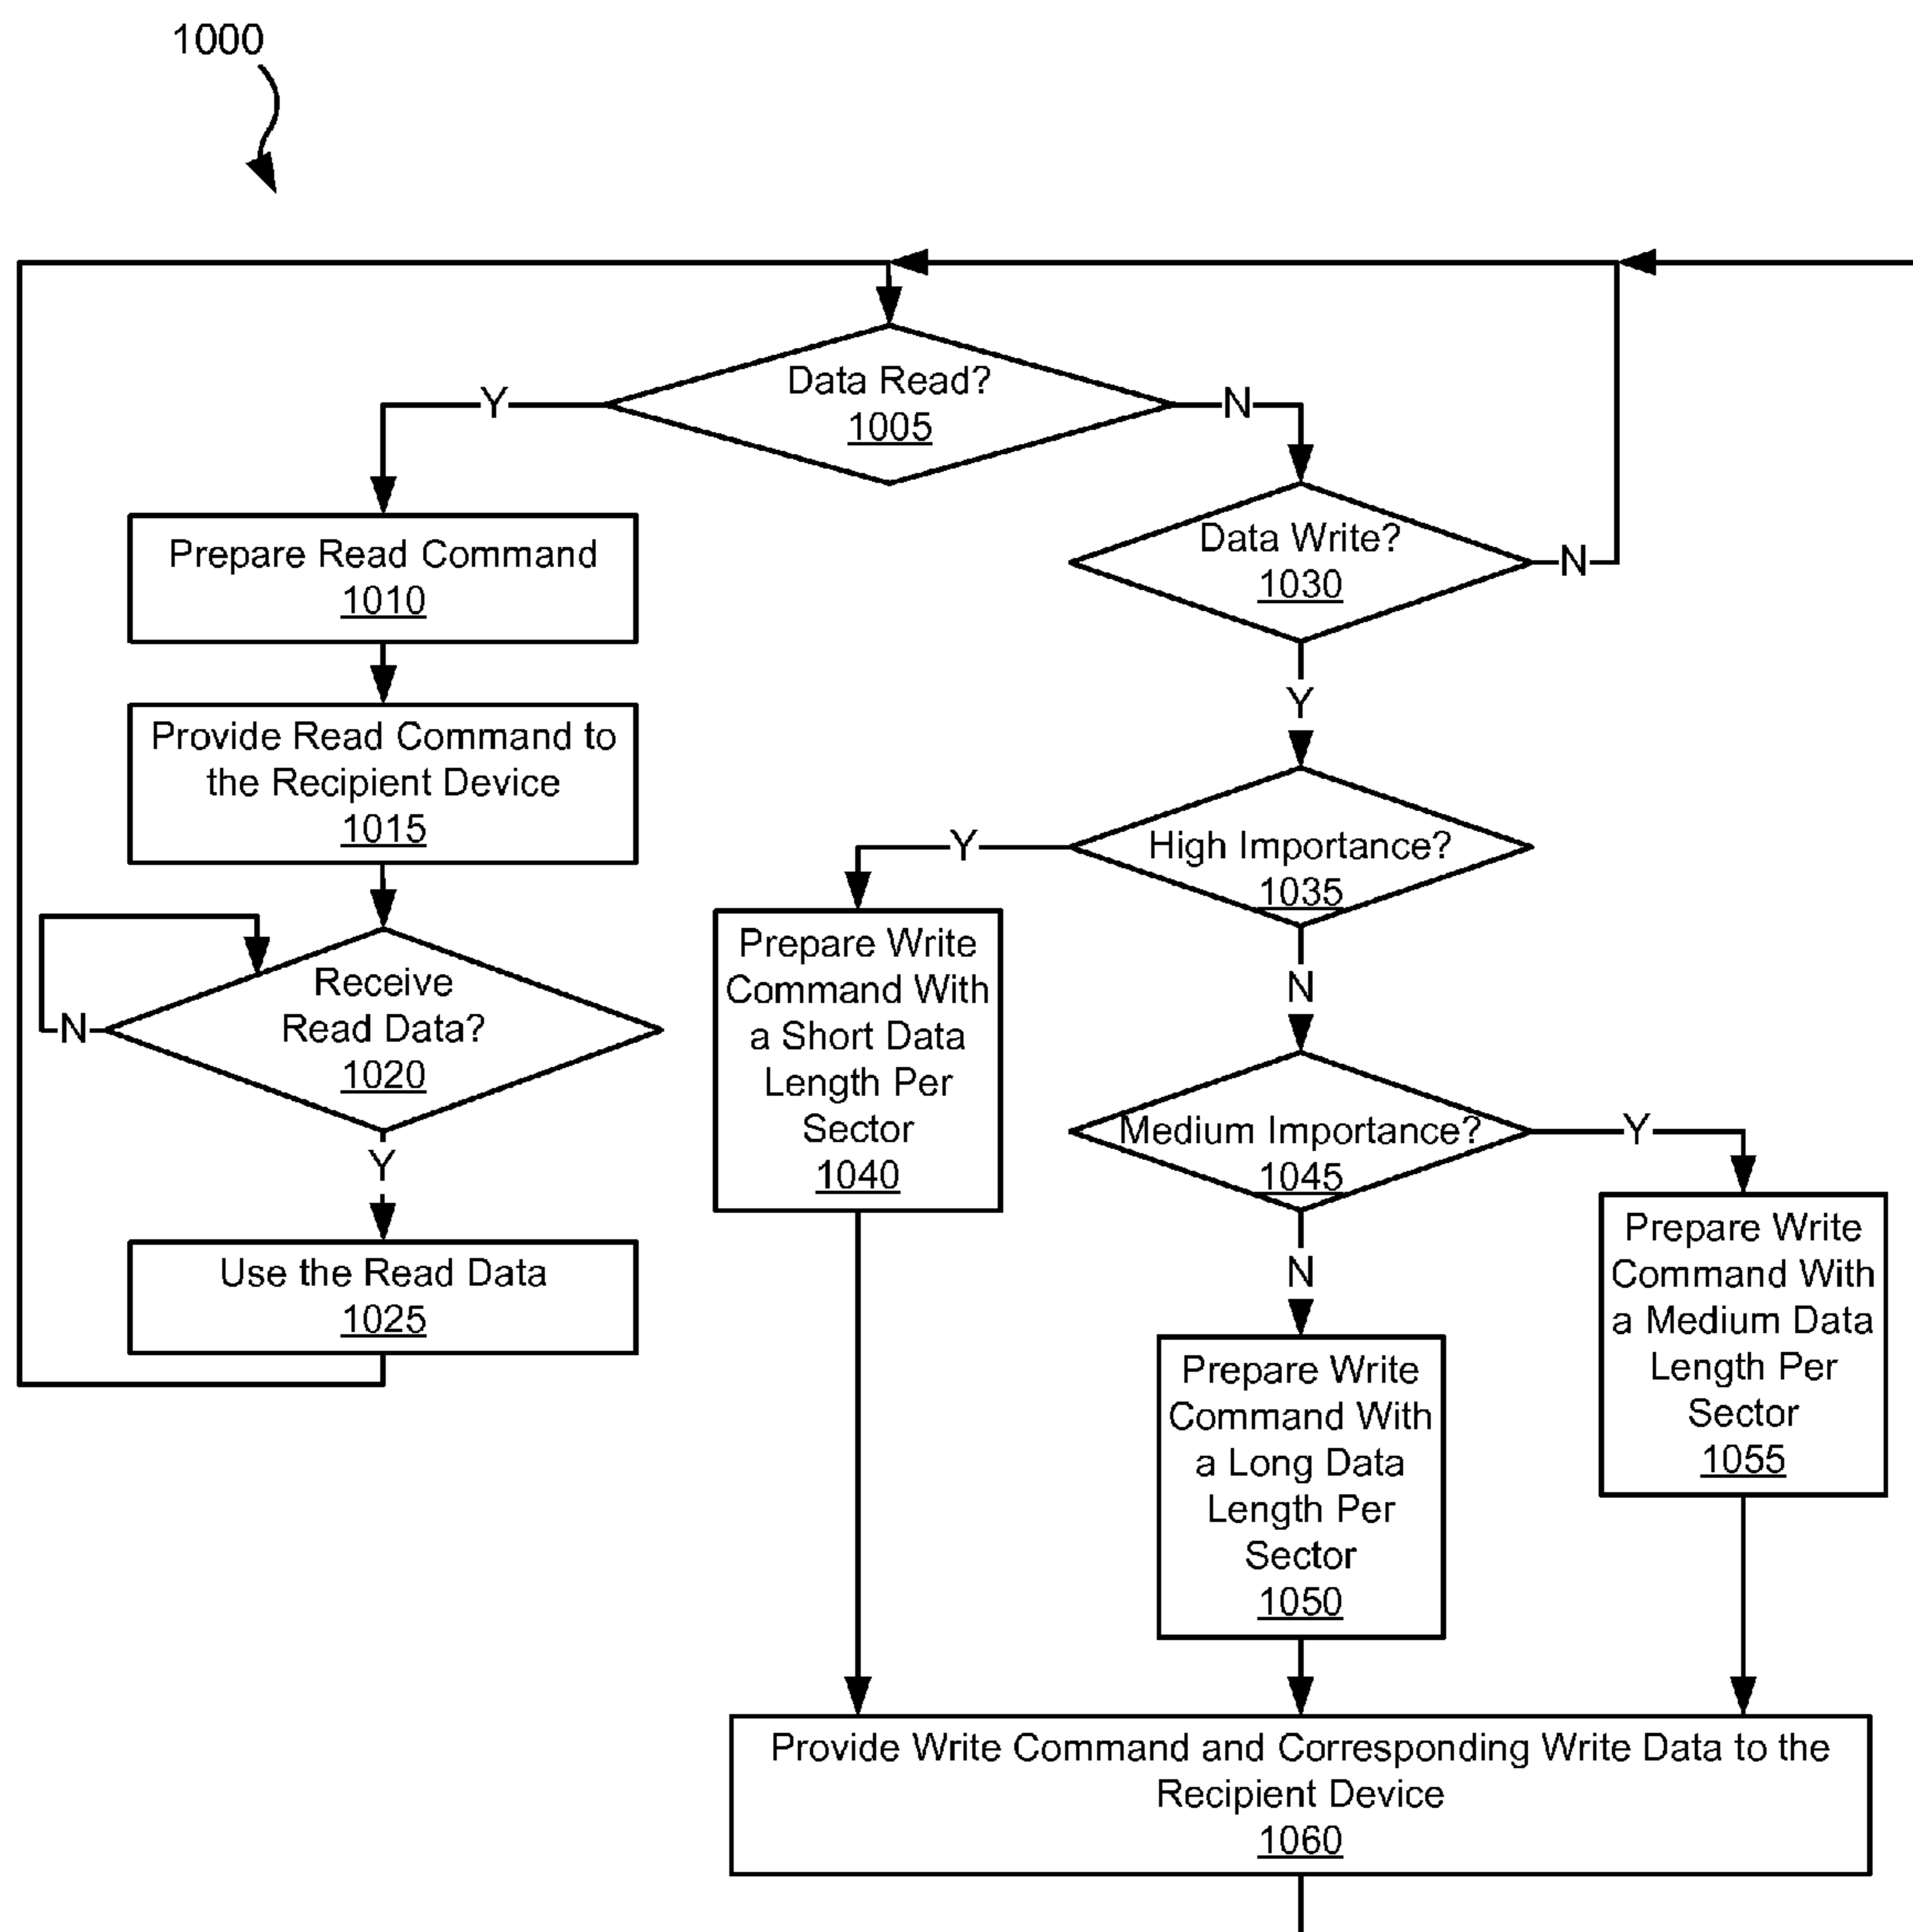 1000
Data Read?
1005
Y
N
Prepare Read Command
1010
Data Write?
1030
N
Y
Provide Read Command to
the Recipient Device
1015
High Importance?
1035
Y
N
Receive
Read Data?
1020
N
Y
Prepare Write
Command With
a Short Data
Length Per
Sector
1040
Medium Importance?
1045
Y
N
Use the Read Data
1025
Prepare Write
Command With
a Medium Data
Length Per
Sector
1055
Prepare Write
Command With
a Long Data
Length Per
Sector
1050
Provide Write Command and Corresponding Write Data to the
Recipient Device
1060